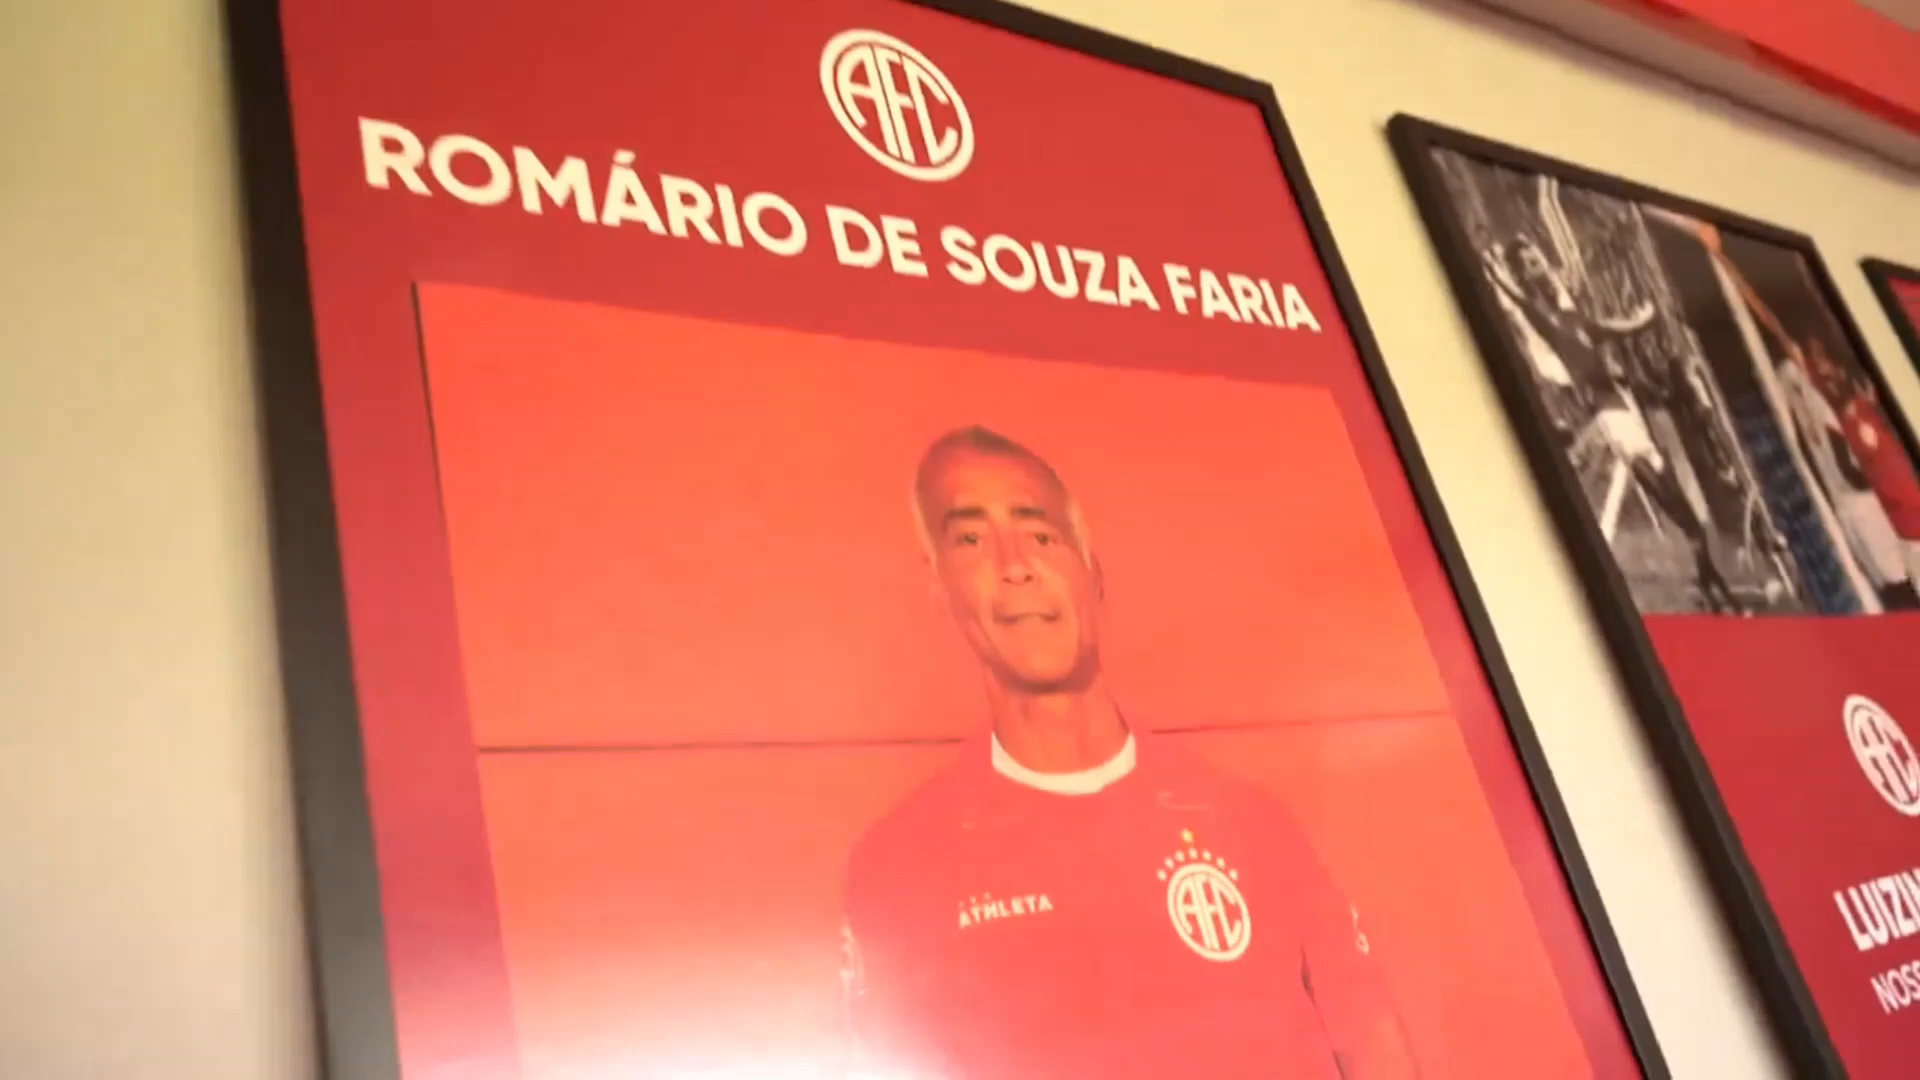 AFC
ROMÁRIO DE SOUZA FARIA
ATHLETA
AFC
AFC